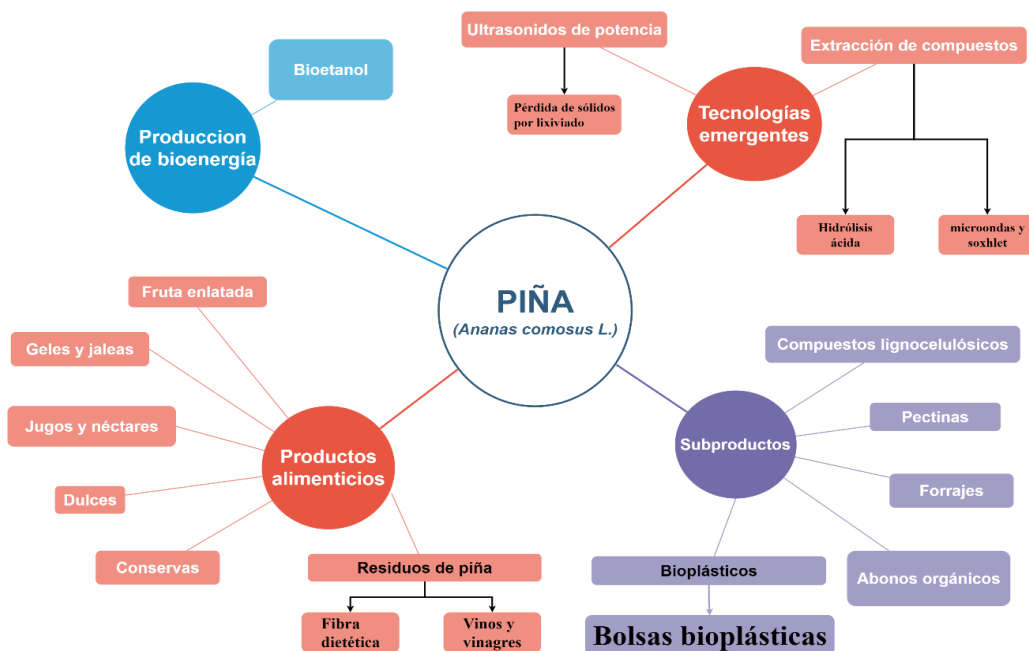 Ultrasonidos de potencia
Extracción de compuestos
Bioetanol
Pérdida de sólidos
por lixiviado
Tecnologías
emergentes
Produccion
de bioenergía
Hidrólisis
ácida
microondas y
soxhlet
PIÑA
(Ananas comosus L.)
Fruta enlatada
Geles y jaleas
Jugos y néctares
Dulces
Conservas
Productos
alimenticios
Residuos de piña
Fibra
dietética
Vinos y
vinagres
Compuestos lignocelulósicos
Pectinas
Subproductos
Forrajes
Abonos orgánicos
Bioplásticos
Bolsas bioplásticas